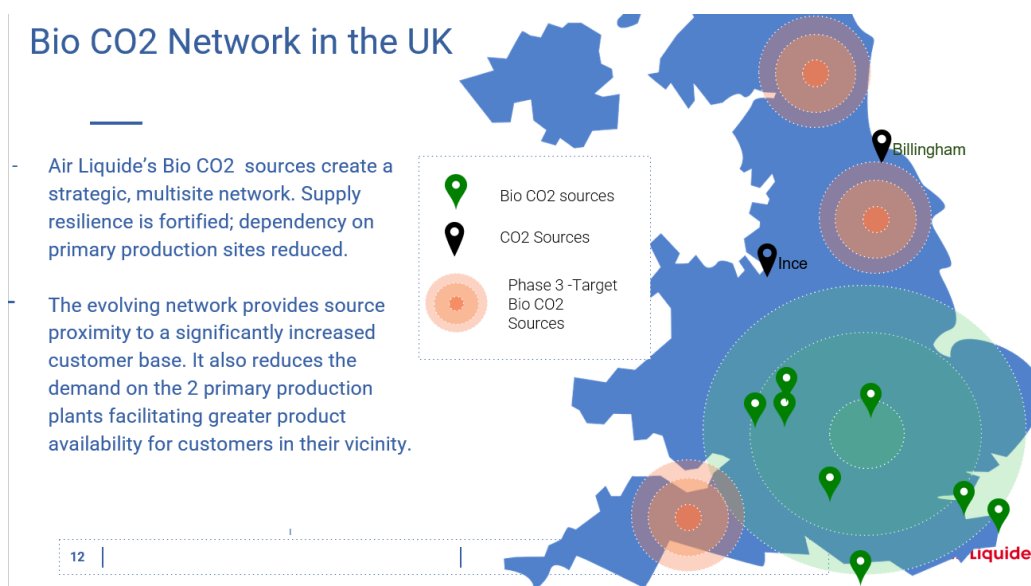 Bio CO2 Network in the UK
- Air Liquide's Bio CO2 sources create a
strategic, multisite network. Supply
resilience is fortified; dependency on
primary production sites reduced.
- The evolving network provides source
proximity to a significantly increased
customer base. It also reduces the
demand on the 2 primary production
plants facilitating greater product
availability for customers in their vicinity.
Bio CO2 sources
CO2 Sources
Phase 3 -Target
Bio CO2
Sources
Billingham
Ince
12
Liquide